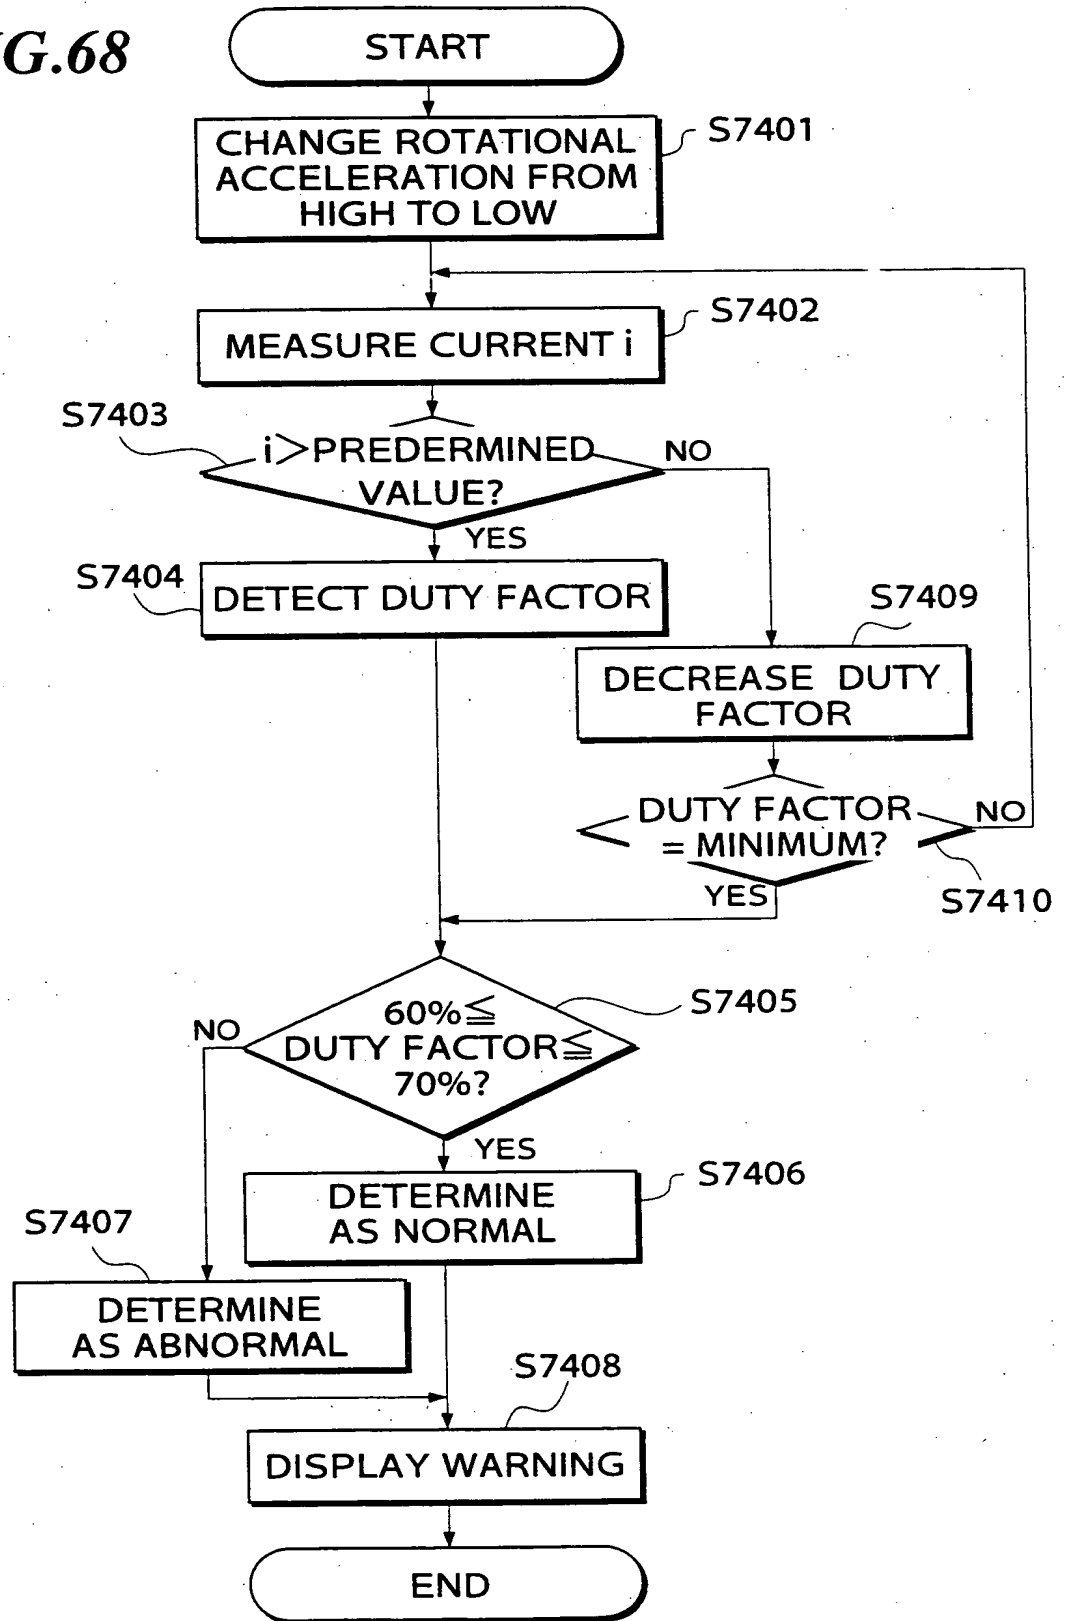 G.68
START
CHANGE ROTATIONAL
ACCELERATION FROM
HIGH TO LOW
S7401
MEASURE CURRENT i
S7402
S7403
i>PREDERMINED
VALUE?
NO
YES
S7404
DETECT DUTY FACTOR
S7409
DECREASE DUTY
FACTOR
DUTY FACTOR
= MINIMUM?
NO
YES
S7410
60%≦
DUTY FACTOR≦
70%?
S7405
NO
YES
DETERMINE
AS NORMAL
S7406
S7407
DETERMINE
AS ABNORMAL
S7408
DISPLAY WARNING
END